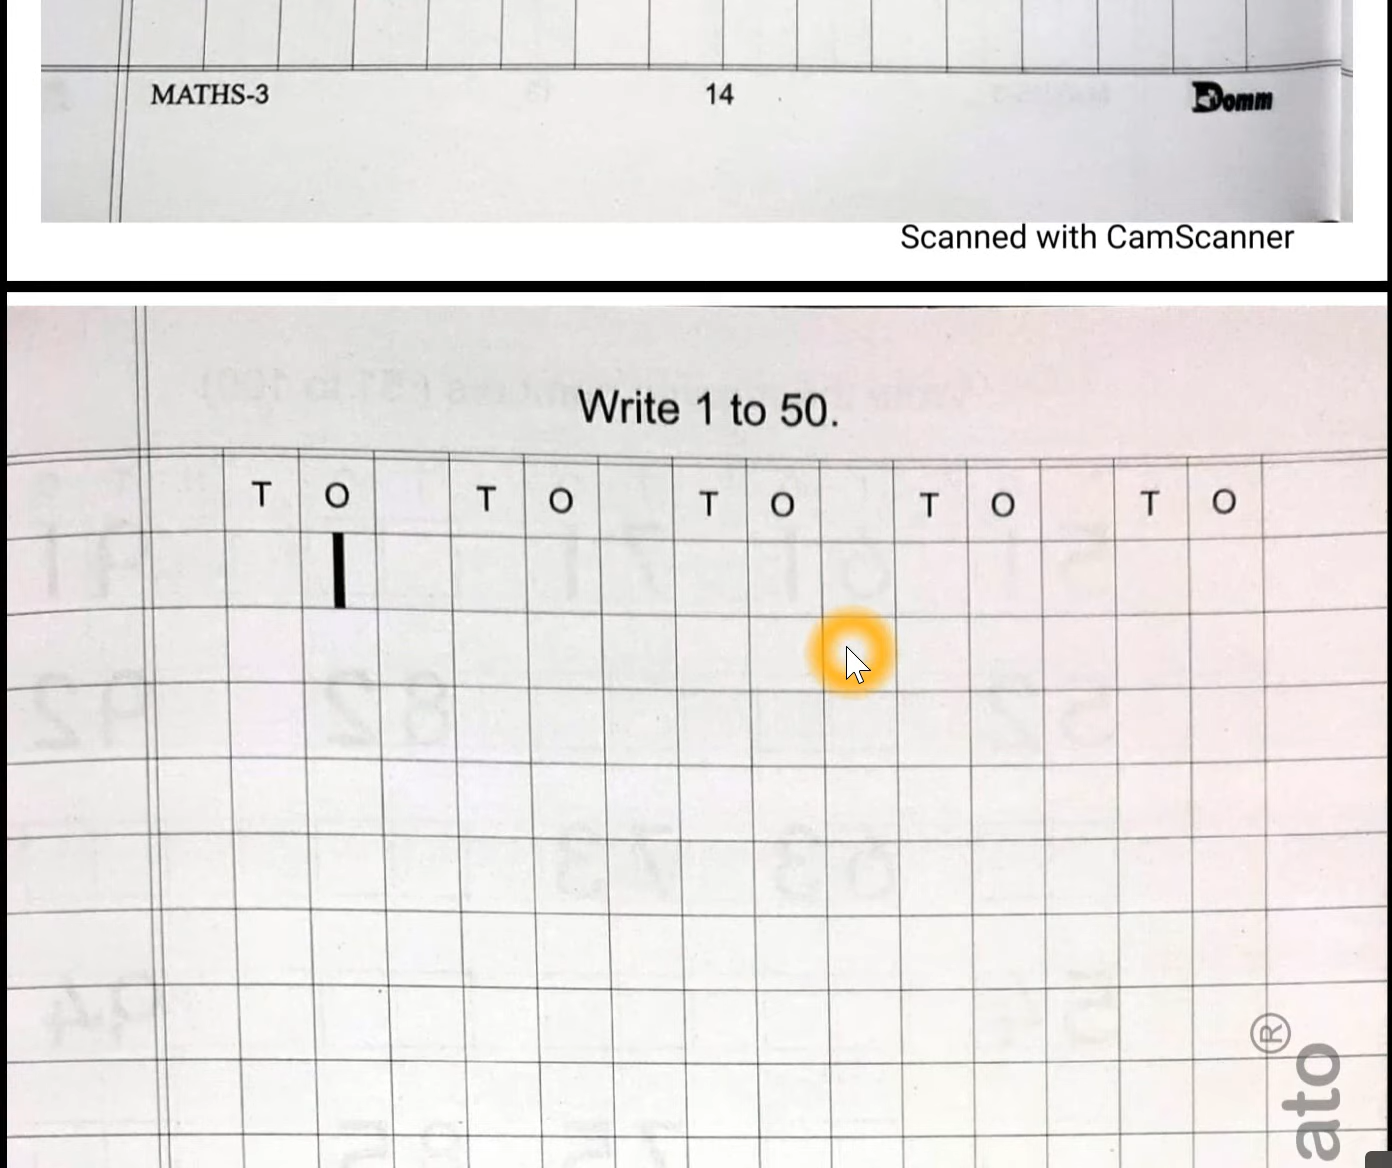 MATHS-3 14 Domm
Scanned with CamScanner
Write 1 to 50.
T O T O T O T O T O
1
ato®